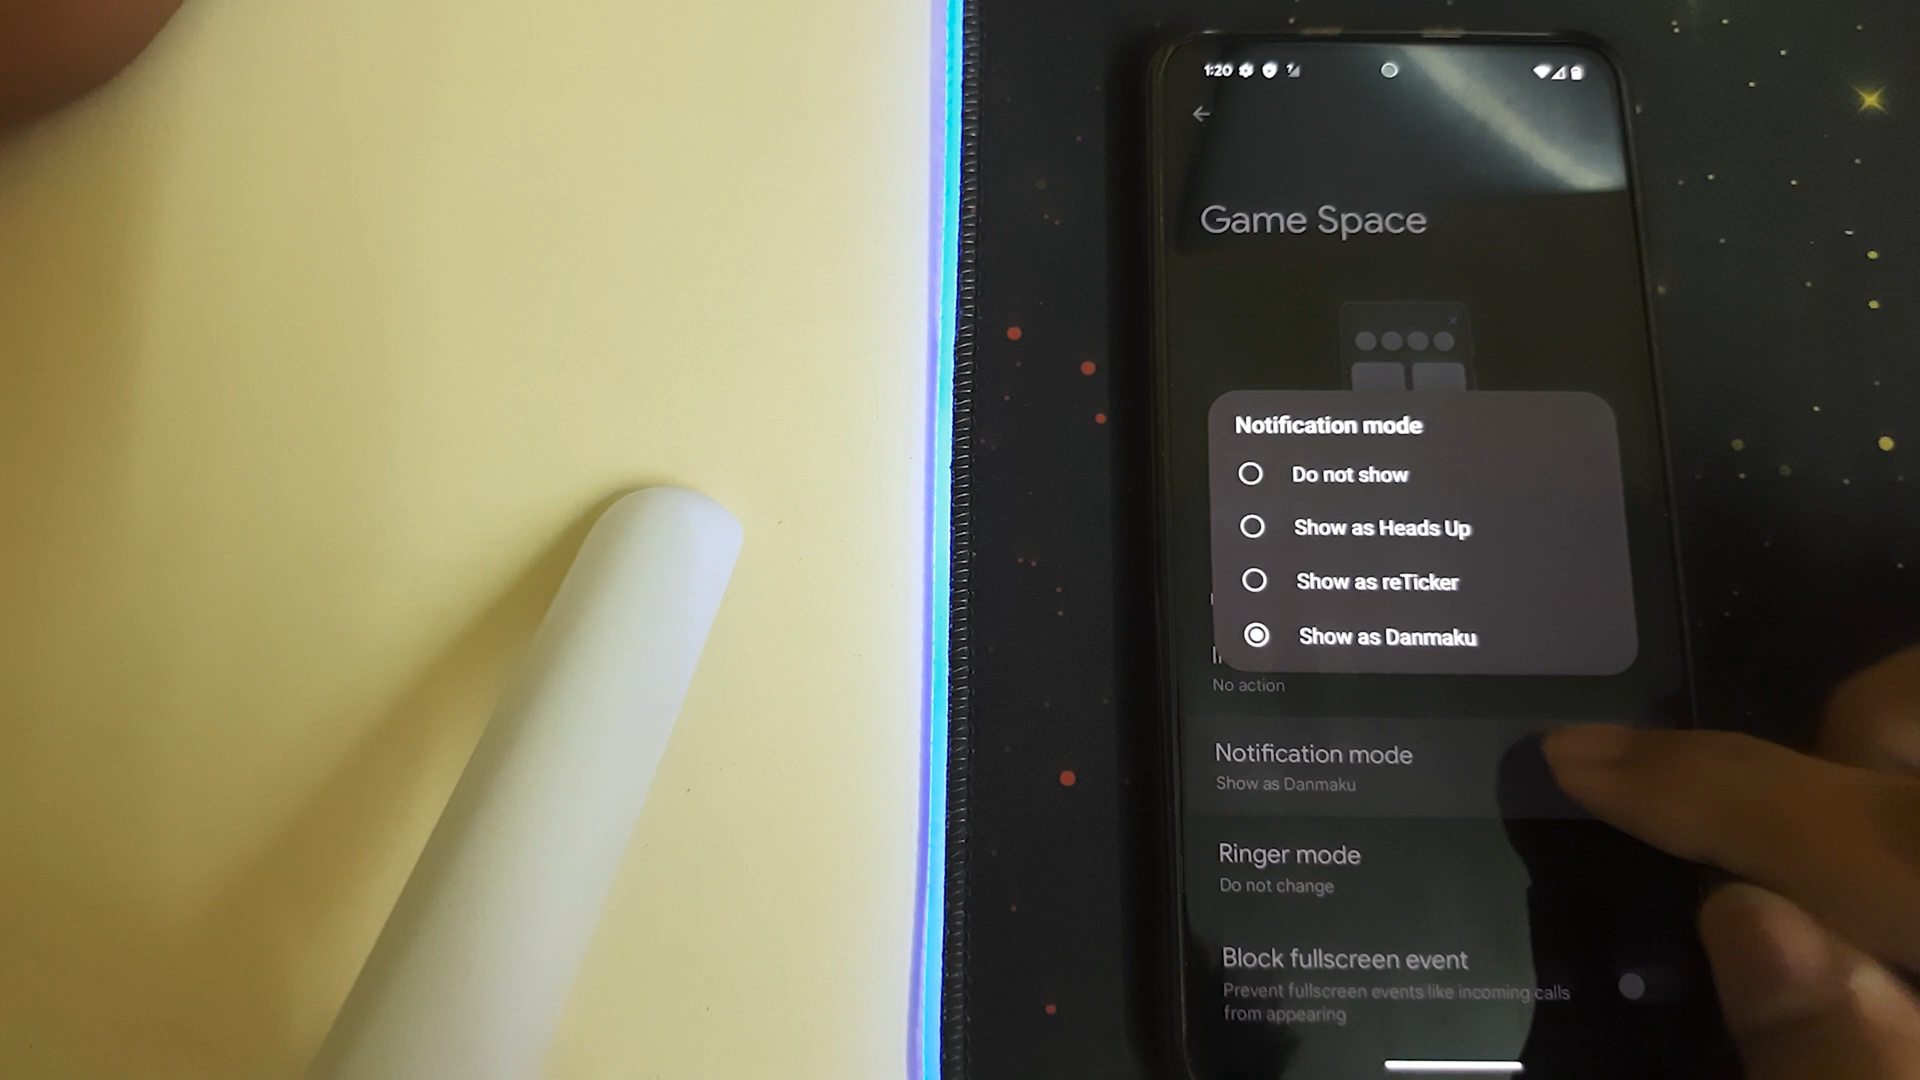 1:20
Game Space
Notification mode
Do not show
Show as Heads Up
Show as reTicker
Show as Danmaku
No action
Notification mode
Show as Danmaku
Ringer mode
Do not change
Block fullscreen event
Prevent fullscreen events like incoming calls
from appearing